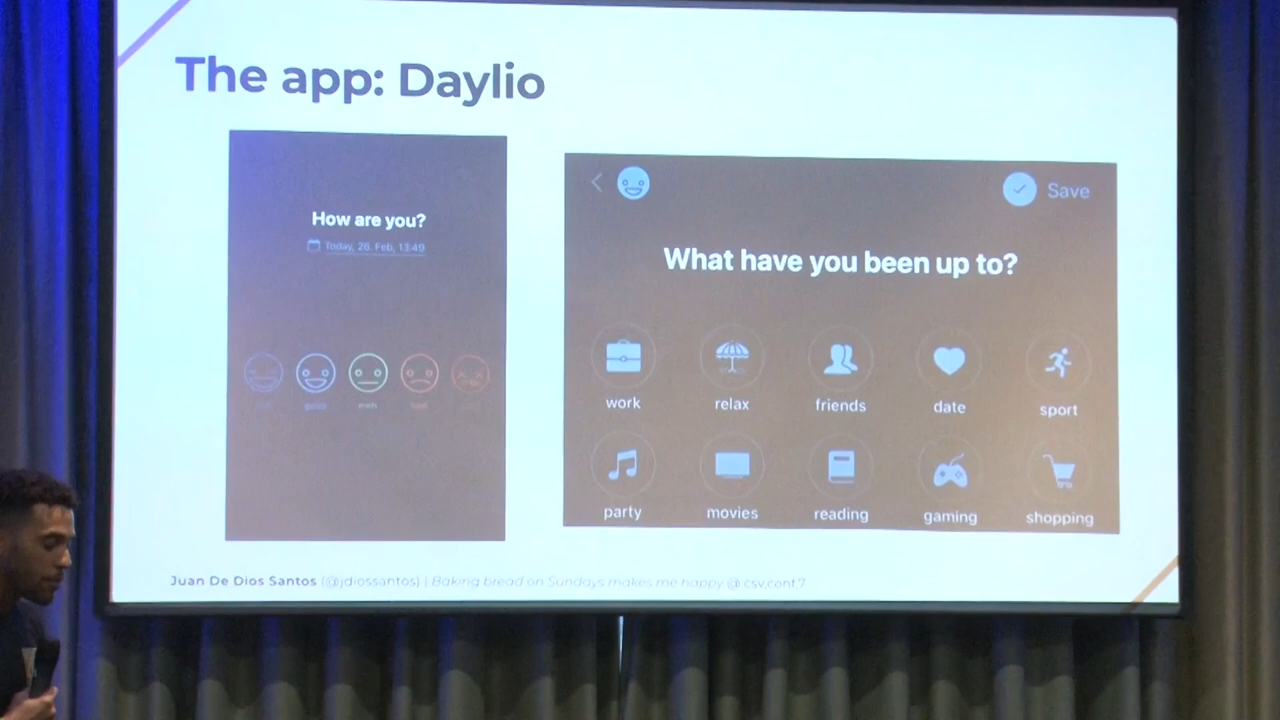 The app: Daylio
How are you?
Today, 26. Feb, 13:49
good
meh
What have you been up to?
Save
work
relax
friends
date
sport
party
movies
reading
gaming
shopping
Juan De Dios Santos (@jdiossantos) | Baking bread on Sundays makes me happy @ csv,conf,7